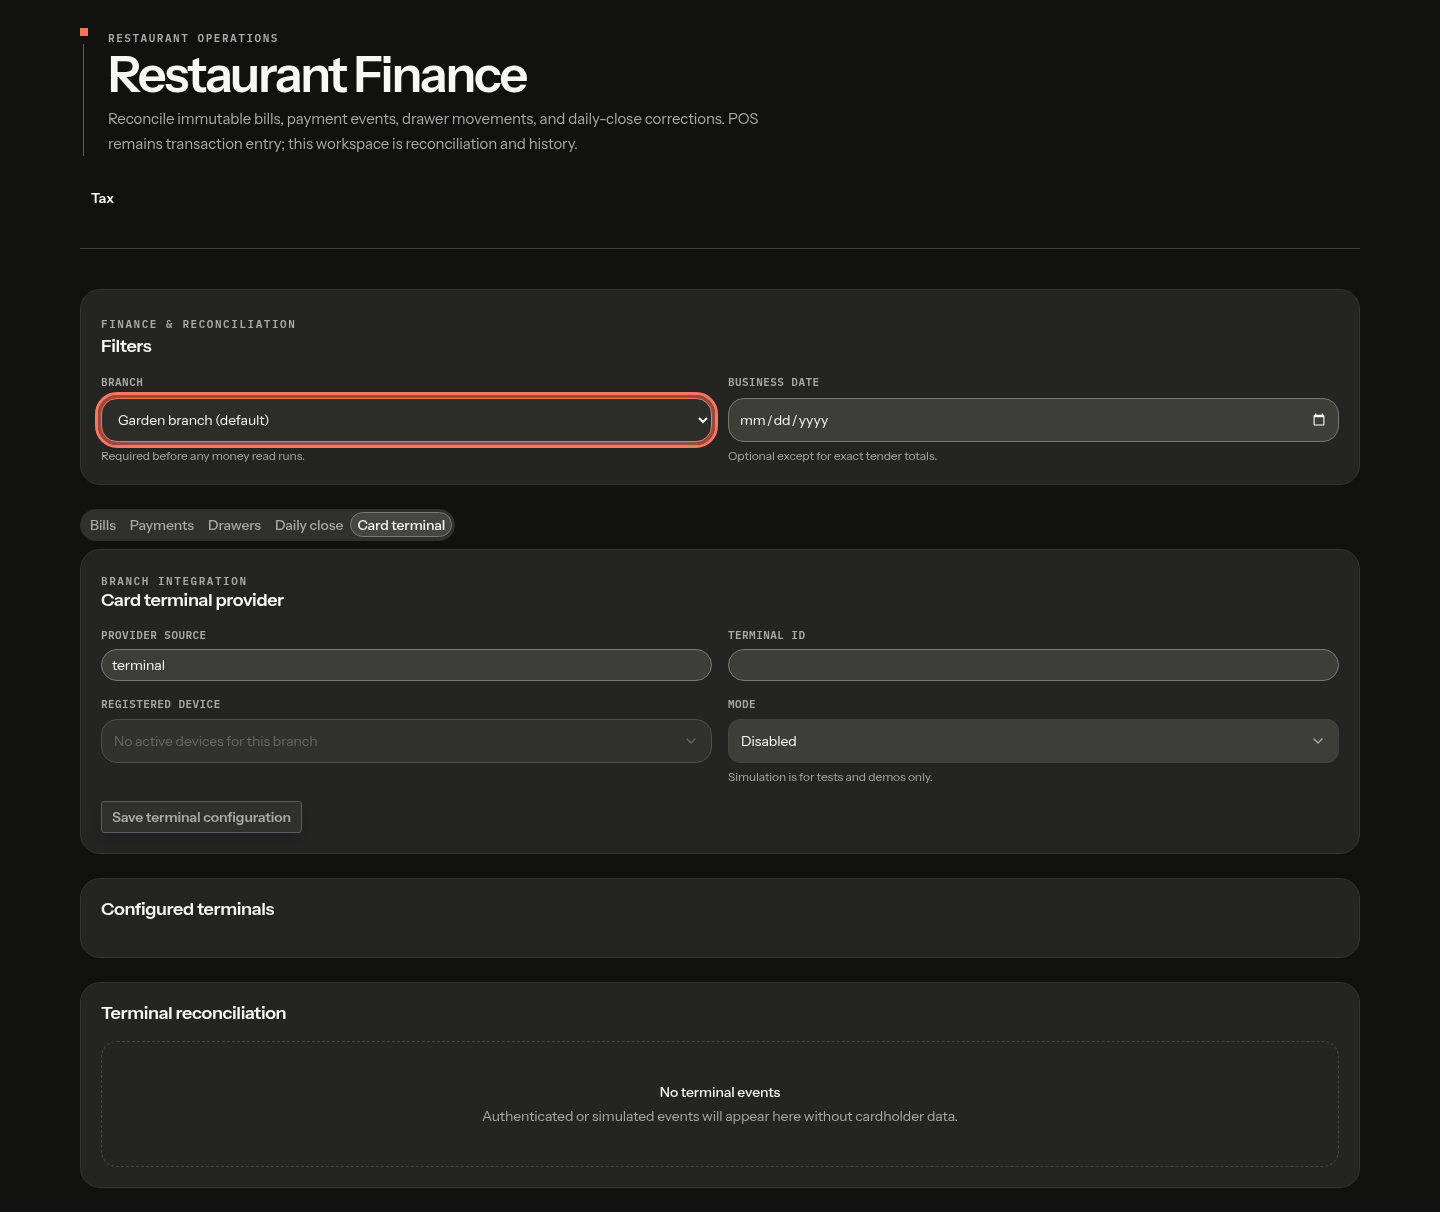 RESTAURANT OPERATIONS
Restaurant Finance
Reconcile immutable bills, payment events, drawer movements, and daily-close corrections. POS
remains transaction entry; this workspace is reconciliation and history.
Tax
FINANCE & RECONCILIATION
Filters
BRANCH
BUSINESS DATE
Garden branch (default)
mm/dd/yyyy
Required before any money read runs.
Optional except for exact tender totals.
Bills
Payments
Drawers
Daily close
Card terminal
BRANCH INTEGRATION
Card terminal provider
PROVIDER SOURCE
TERMINAL ID
terminal
REGISTERED DEVICE
MODE
No active devices for this branch
Disabled
Simulation is for tests and demos only.
Save terminal configuration
Configured terminals
Terminal reconciliation
No terminal events
Authenticated or simulated events will appear here without cardholder data.